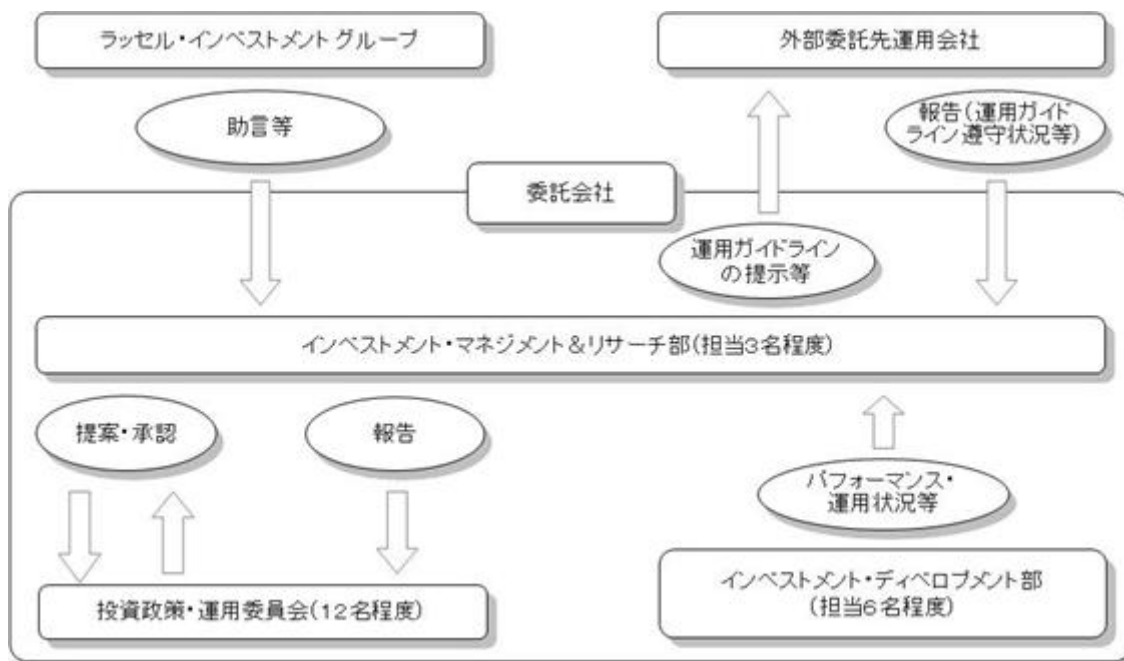 ラッセル・インベストメント グループ
外部委託先運用会社
助言等
報告(運用ガイド
ライン遵守状況等)
委託会社
運用ガイドライン
の提示等
インベストメント・マネジメント&リサーチ部(担当3名程度)
提案・承認
報告
パフォーマンス・
運用状況等
投資政策・運用委員会(12名程度)
インベストメント・ディベロプメント部
(担当6名程度)